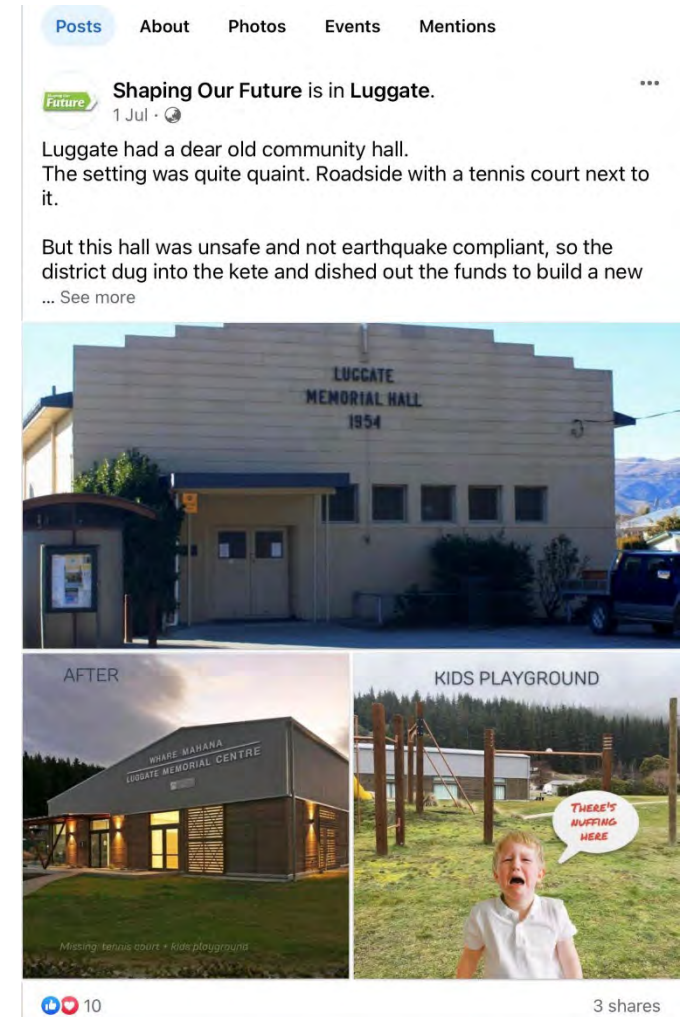 Posts About Photos Events Mentions
Future
Shaping Our Future is in Luggate.
1 Jul ·
Luggate had a dear old community hall.
The setting was quite quaint. Roadside with a tennis court next to
it.
But this hall was unsafe and not earthquake compliant, so the
district dug into the kete and dished out the funds to build a new
... See more
LUGGATE
MEMORIAL HALL
1954
AFTER
WHARE MAHANA
LUGGATE MEMORIAL CENTRE
Missing: tennis court + kids playground
KIDS PLAYGROUND
THERE'S
NUFFING
HERE
10
3 shares